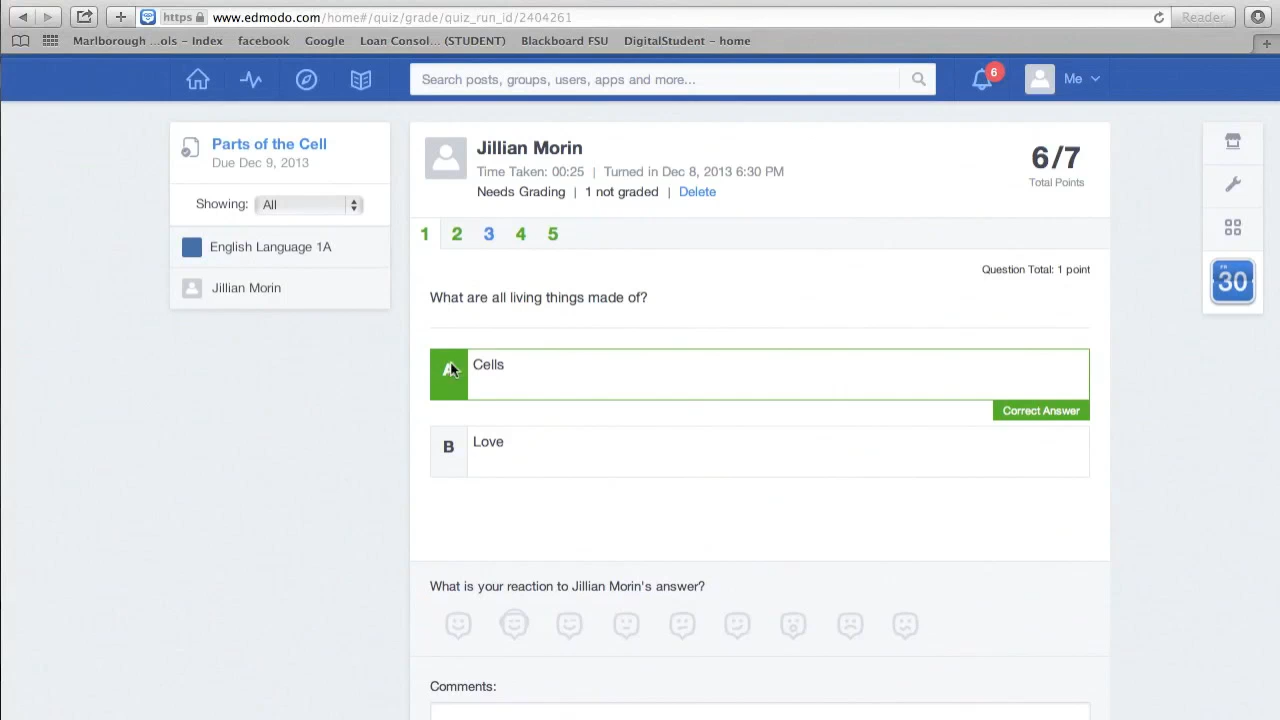 https www.edmodo.com/home#/quiz/grade/quiz_run_id/2404261 Reader
Marlborough ...ols – Index facebook Google Loan Consol... (STUDENT) Blackboard FSU DigitalStudent – home
Search posts, groups, users, apps and more... 6 Me
Parts of the Cell
Due Dec 9, 2013
Showing: All
English Language 1A
Jillian Morin
Jillian Morin
Time Taken: 00:25 | Turned in Dec 8, 2013 6:30 PM
Needs Grading | 1 not graded | Delete
6/7
Total Points
1 2 3 4 5
Question Total: 1 point
What are all living things made of?
A Cells
Correct Answer
B Love
What is your reaction to Jillian Morin's answer?
Comments:
30